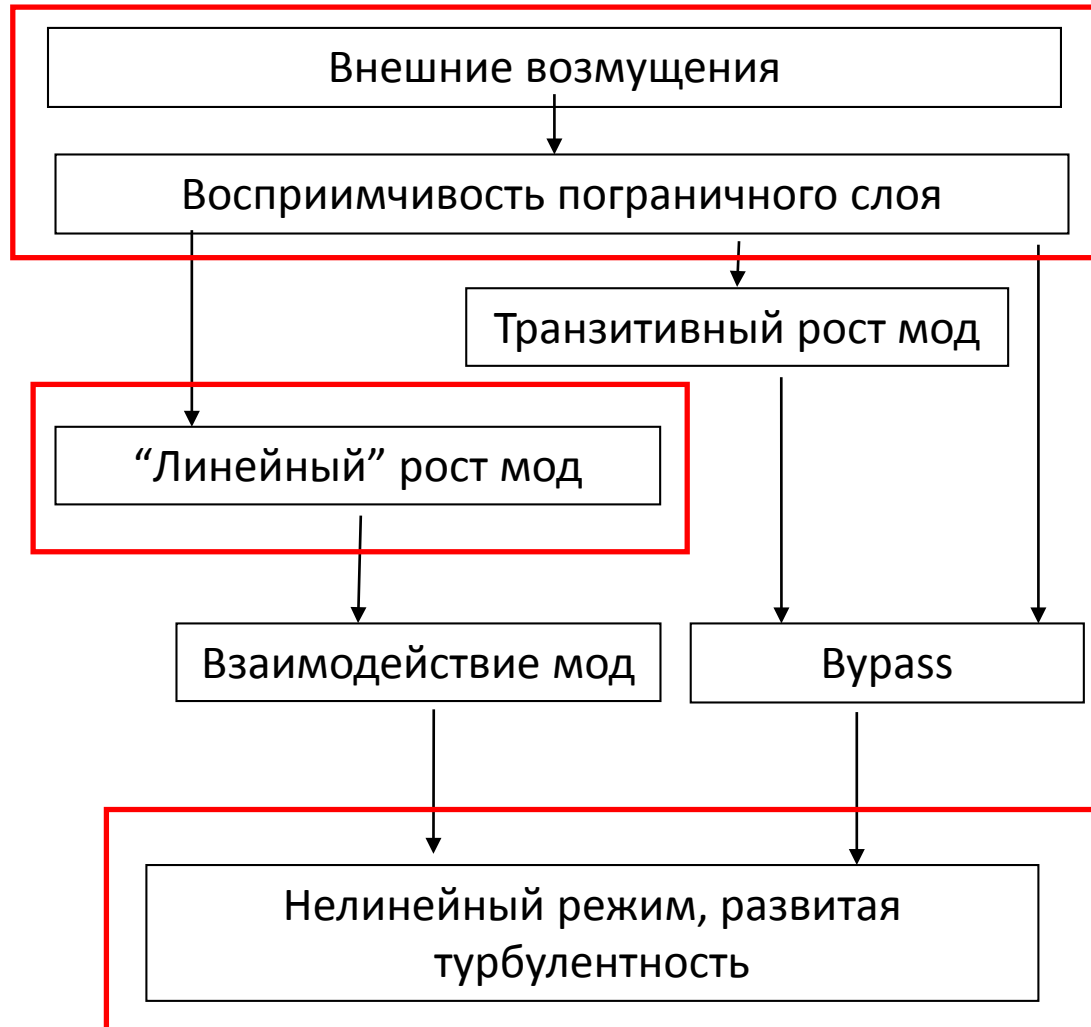 Внешние возмущения
Восприимчивость пограничного слоя
Транзитивный рост мод
“Линейный” рост мод
Взаимодействие мод
Bypass
Нелинейный режим, развитая
турбулентность